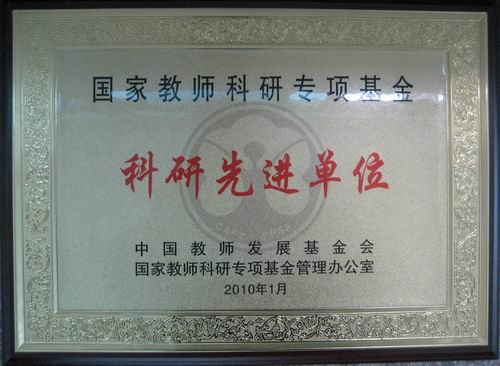 国家教师科研专项基金
科研先进单位
中国教师发展基金会
国家教师科研专项基金管理办公室
2010年1月